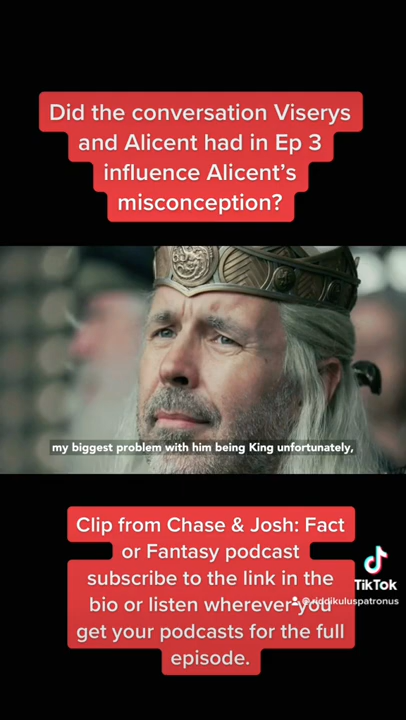 Did the conversation Viserys
and Alicent had in Ep 3
influence Alicent's
misconception?
my biggest problem with him being King unfortunately,
Clip from Chase & Josh: Fact
or Fantasy podcast
subscribe to the link in the
bio or listen wherever you
get your podcasts for the full
episode.
TikTok
@riddikuluspatronus